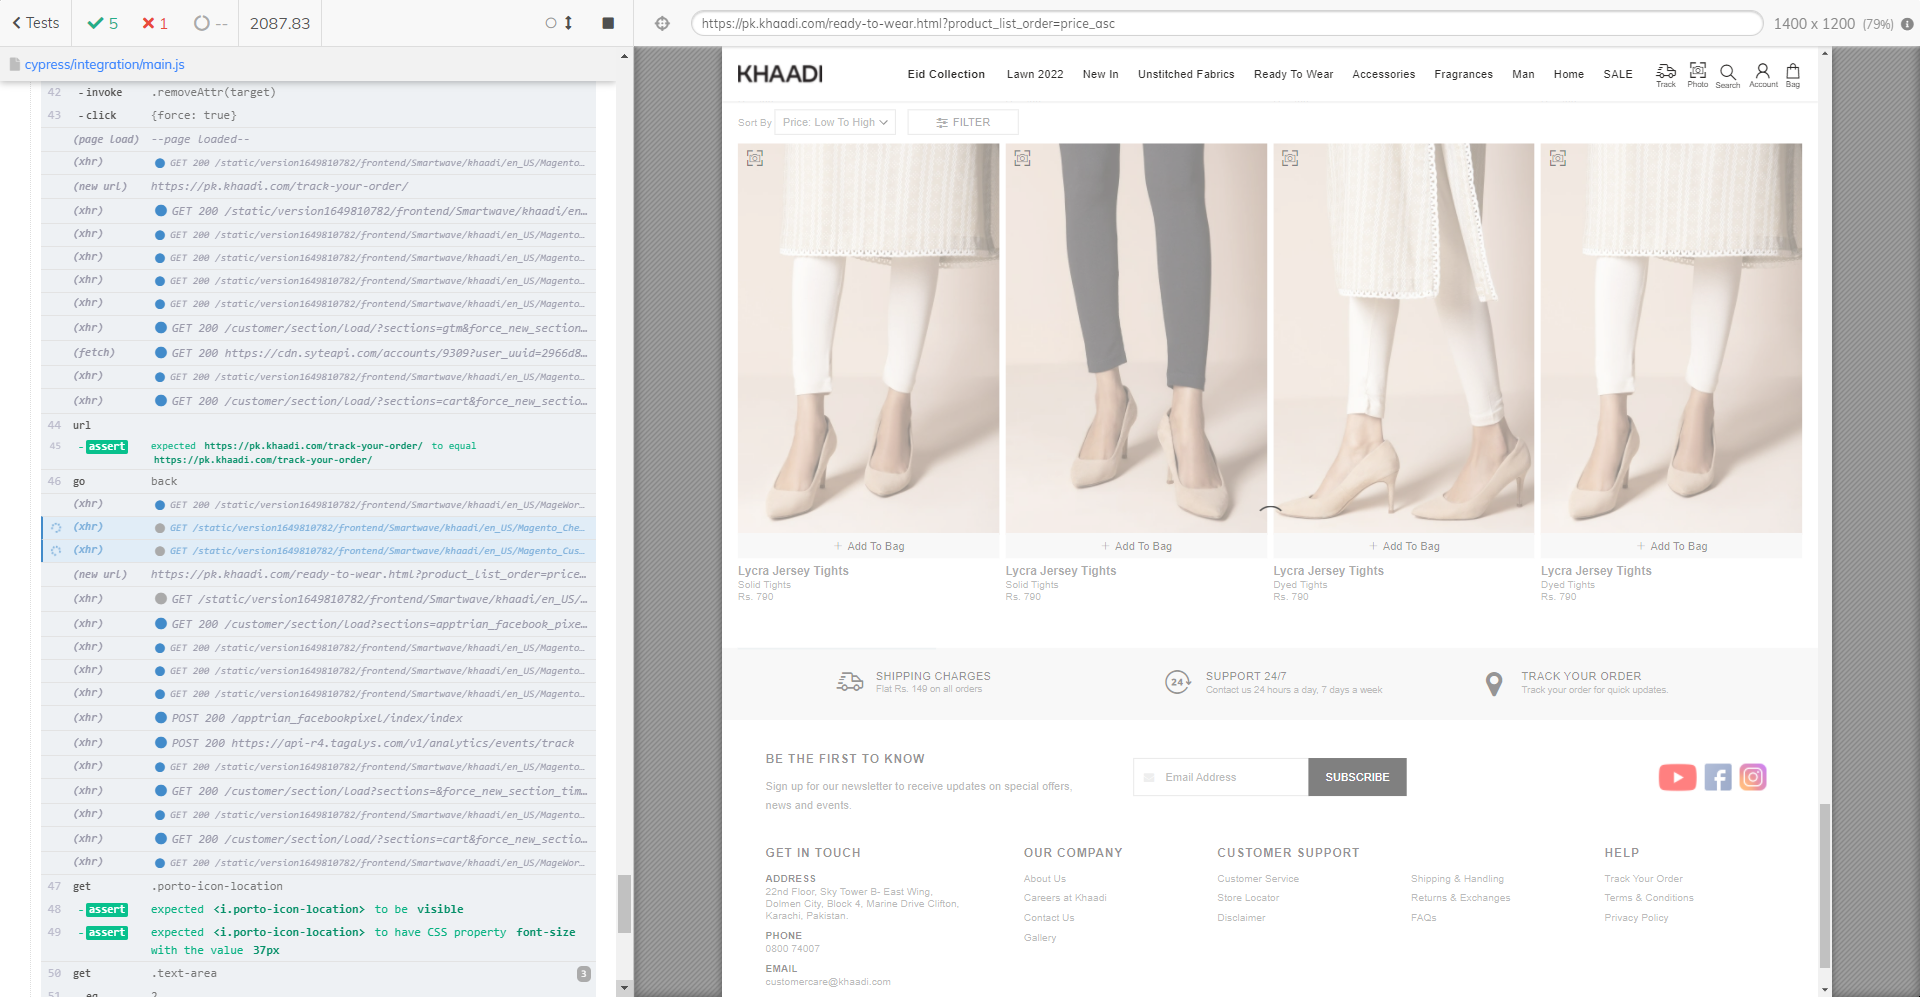 Tests
5
1
--
2087.83
https://pk.khaadi.com/ready-to-wear.html?product_list_order=price_asc
1400 x 1200 (79%)
cypress/integration/main.js
42 - invoke .removeAttr(target)
43 - click {force: true}
(page load) --page loaded--
(xhr) GET 200 /static/version1649810782/frontend/Smartwave/khaadi/en_US/Magento…
(new url) https://pk.khaadi.com/track-your-order/
(xhr) GET 200 /static/version1649810782/frontend/Smartwave/khaadi/en…
(xhr) GET 200 /static/version1649810782/frontend/Smartwave/khaadi/en_US/Magento…
(xhr) GET 200 /static/version1649810782/frontend/Smartwave/khaadi/en_US/Magento…
(xhr) GET 200 /static/version1649810782/frontend/Smartwave/khaadi/en_US/Magento…
(xhr) GET 200 /static/version1649810782/frontend/Smartwave/khaadi/en_US/Magento…
(xhr) GET 200 /customer/section/load/?sections=gtm&force_new_section…
(fetch) GET 200 https://cdn.syteapi.com/accounts/9309?user_uuid=2966d8…
(xhr) GET 200 /static/version1649810782/frontend/Smartwave/khaadi/en_US/Magento…
(xhr) GET 200 /customer/section/load/?sections=cart&force_new_sectio…
44 url
45 - assert expected https://pk.khaadi.com/track-your-order/ to equal
https://pk.khaadi.com/track-your-order/
46 go back
(xhr) GET 200 /static/version1649810782/frontend/Smartwave/khaadi/en_US/MageWor…
(xhr) GET /static/version1649810782/frontend/Smartwave/khaadi/en_US/Magento_Che…
(xhr) GET /static/version1649810782/frontend/Smartwave/khaadi/en_US/Magento_Cus…
(new url) https://pk.khaadi.com/ready-to-wear.html?product_list_order=price…
(xhr) GET /static/version1649810782/frontend/Smartwave/khaadi/en_US/…
(xhr) GET 200 /customer/section/load?sections=apptrian_facebook_pixe…
(xhr) GET 200 /static/version1649810782/frontend/Smartwave/khaadi/en_US/Magento…
(xhr) GET 200 /static/version1649810782/frontend/Smartwave/khaadi/en_US/Magento…
(xhr) GET 200 /static/version1649810782/frontend/Smartwave/khaadi/en_US/Magento…
(xhr) POST 200 /apptrian_facebookpixel/index/index
(xhr) POST 200 https://api-r4.tagalys.com/v1/analytics/events/track
(xhr) GET 200 /static/version1649810782/frontend/Smartwave/khaadi/en_US/Magento…
(xhr) GET 200 /customer/section/load?sections=&force_new_section_tim…
(xhr) GET 200 /static/version1649810782/frontend/Smartwave/khaadi/en_US/Magento…
(xhr) GET 200 /customer/section/load/?sections=cart&force_new_sectio…
(xhr) GET 200 /static/version1649810782/frontend/Smartwave/khaadi/en_US/MageWor…
47 get .porto-icon-location
48 - assert expected <i.porto-icon-location> to be visible
49 - assert expected <i.porto-icon-location> to have CSS property font-size
with the value 37px
50 get .text-area 3
51 - eq 2
KHAADI
Eid Collection Lawn 2022 New In Unstitched Fabrics Ready To Wear Accessories Fragrances Man Home SALE
Track Photo Search Account Bag
Sort By Price: Low To High FILTER
+ Add To Bag + Add To Bag + Add To Bag + Add To Bag
Lycra Jersey Tights Lycra Jersey Tights Lycra Jersey Tights Lycra Jersey Tights
Solid Tights Solid Tights Dyed Tights Dyed Tights
Rs. 790 Rs. 790 Rs. 790 Rs. 790
SHIPPING CHARGES
Flat Rs. 149 on all orders
24
SUPPORT 24/7
Contact us 24 hours a day, 7 days a week
TRACK YOUR ORDER
Track your order for quick updates.
BE THE FIRST TO KNOW
Sign up for our newsletter to receive updates on special offers,
news and events.
Email Address
SUBSCRIBE
GET IN TOUCH
ADDRESS
22nd Floor, Sky Tower B- East Wing,
Dolmen City, Block 4, Marine Drive Clifton,
Karachi, Pakistan.
PHONE
0800 74007
EMAIL
customercare@khaadi.com
OUR COMPANY
About Us
Careers at Khaadi
Contact Us
Gallery
CUSTOMER SUPPORT
Customer Service
Store Locator
Disclaimer
Shipping & Handling
Returns & Exchanges
FAQs
HELP
Track Your Order
Terms & Conditions
Privacy Policy